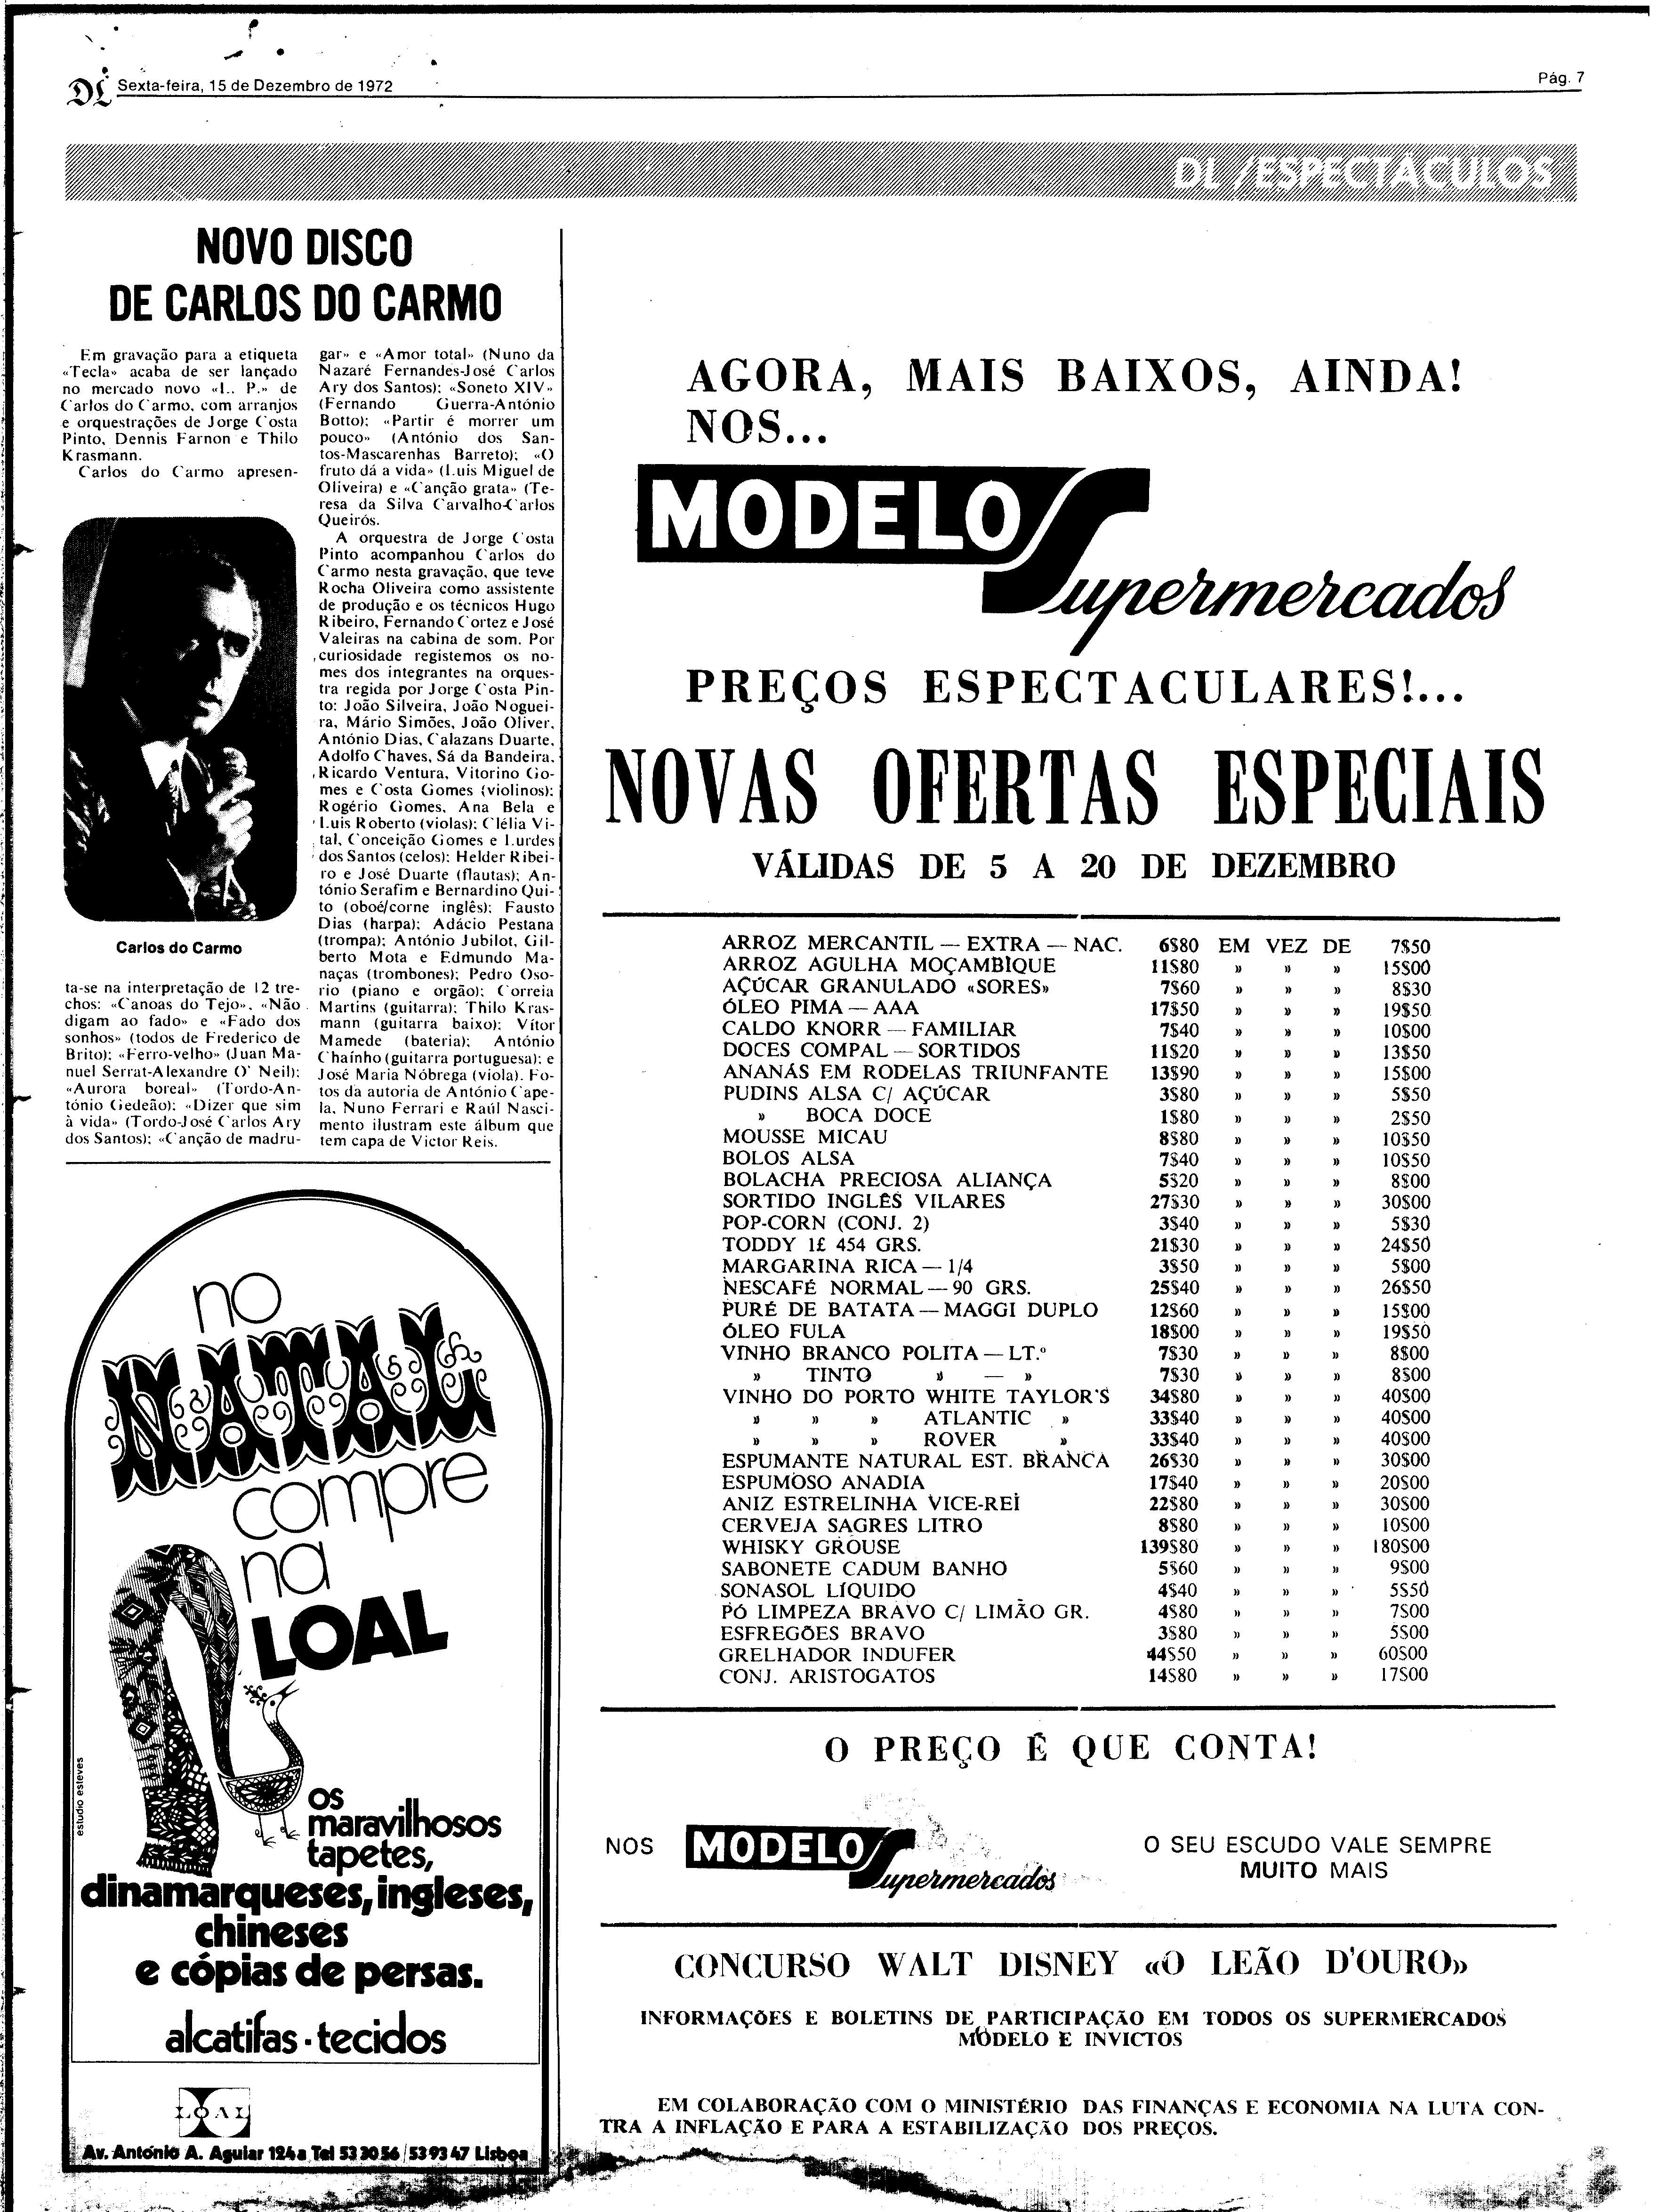 DL Sexta-feira, 15 de Dezembro de 1972
Pág. 7
DL /ESPECTÁCULOS
NOVO DISCO
DE CARLOS DO CARMO
Em gravação para a etiqueta
«Tecla» acaba de ser lançado
no mercado novo «L. P.» de
Carlos do Carmo, com arranjos
e orquestrações de Jorge Costa
Pinto, Dennis Farnon e Thilo
Krasmann.
Carlos do Carmo apresen-
Carlos do Carmo
ta-se na interpretação de 12 tre-
chos: «Canoas do Tejo», «Não
digam ao fado» e «Fado dos
sonhos» (todos de Frederico de
Brito); «Ferro-velho» (Juan Ma-
nuel Serrat-Alexandre O' Neil);
«Aurora boreal» (Tordo-An-
tónio Gedeão); «Dizer que sim
à vida» (Tordo-José Carlos Ary
dos Santos); «Canção de madru-
gar» e «Amor total» (Nuno da
Nazaré Fernandes-José Carlos
Ary dos Santos); «Soneto XIV»
(Fernando Guerra-António
Botto); «Partir é morrer um
pouco» (António dos San-
tos-Mascarenhas Barreto); «O
fruto dá a vida» (Luis Miguel de
Oliveira) e «Canção grata» (Te-
resa da Silva Carvalho-Carlos
Queirós.
A orquestra de Jorge Costa
Pinto acompanhou Carlos do
Carmo nesta gravação, que teve
Rocha Oliveira como assistente
de produção e os técnicos Hugo
Ribeiro, Fernando Cortez e José
Valeiras na cabina de som. Por
curiosidade registemos os no-
mes dos integrantes na orques-
tra regida por Jorge Costa Pin-
to: João Silveira, João Noguei-
ra, Mário Simões, João Oliver,
António Dias, Calazans Duarte,
Adolfo Chaves, Sá da Bandeira,
Ricardo Ventura, Vitorino Go-
mes e Costa Gomes (violinos);
Rogério Gomes, Ana Bela e
Luis Roberto (violas); Clélia Vi-
tal, Conceição Gomes e Lurdes
dos Santos (celos); Helder Ribei-
ro e José Duarte (flautas); An-
tónio Serafim e Bernardino Qui-
to (oboé/corne inglês); Fausto
Dias (harpa); Adácio Pestana
(trompa); António Jubilot, Gil-
berto Mota e Edmundo Ma-
naças (trombones); Pedro Oso-
rio (piano e orgão); Correia
Martins (guitarra); Thilo Kras-
mann (guitarra baixo); Vítor
Mamede (bateria); António
Chaínho (guitarra portuguesa); e
José Maria Nóbrega (viola). Fo-
tos da autoria de António Cape-
la, Nuno Ferrari e Raúl Nasci-
mento ilustram este álbum que
tem capa de Victor Reis.
no
NATAL
compre
na
LOAL
os
maravilhosos
tapetes,
dinamarqueses, ingleses,
chineses
e cópias de persas.
alcatifas · tecidos
estudio esteves
LOAL
Av. António A. Aguiar 124a Tel 53 30 56 / 53 93 47 Lisboa
AGORA, MAIS BAIXOS, AINDA!
NOS...
MODELO Supermercados
PREÇOS ESPECTACULARES!...
NOVAS OFERTAS ESPECIAIS
VÁLIDAS DE 5 A 20 DE DEZEMBRO
ARROZ MERCANTIL — EXTRA — NAC. 6$80 EM VEZ DE 7$50
ARROZ AGULHA MOÇAMBIQUE 11$80 » » » 15$00
AÇÚCAR GRANULADO «SORES» 7$60 » » » 8$30
ÓLEO PIMA — AAA 17$50 » » » 19$50
CALDO KNORR — FAMILIAR 7$40 » » » 10$00
DOCES COMPAL — SORTIDOS 11$20 » » » 13$50
ANANÁS EM RODELAS TRIUNFANTE 13$90 » » » 15$00
PUDINS ALSA C/ AÇÚCAR 3$80 » » » 5$50
» BOCA DOCE 1$80 » » » 2$50
MOUSSE MICAU 8$80 » » » 10$50
BOLOS ALSA 7$40 » » » 10$50
BOLACHA PRECIOSA ALIANÇA 5$20 » » » 8$00
SORTIDO INGLÊS VILARES 27$30 » » » 30$00
POP-CORN (CONJ. 2) 3$40 » » » 5$30
TODDY 1£ 454 GRS. 21$30 » » » 24$50
MARGARINA RICA — 1/4 3$50 » » » 5$00
NESCAFÉ NORMAL — 90 GRS. 25$40 » » » 26$50
PURÉ DE BATATA — MAGGI DUPLO 12$60 » » » 15$00
ÓLEO FULA 18$00 » » » 19$50
VINHO BRANCO POLITA — LT.º 7$30 » » » 8$00
» TINTO » — » 7$30 » » » 8$00
VINHO DO PORTO WHITE TAYLOR'S 34$80 » » » 40$00
» » » ATLANTIC » 33$40 » » » 40$00
» » » ROVER » 33$40 » » » 40$00
ESPUMANTE NATURAL EST. BRANCA 26$30 » » » 30$00
ESPUMOSO ANADIA 17$40 » » » 20$00
ANIZ ESTRELINHA VICE-REI 22$80 » » » 30$00
CERVEJA SAGRES LITRO 8$80 » » » 10$00
WHISKY GROUSE 139$80 » » » 180$00
SABONETE CADUM BANHO 5$60 » » » 9$00
SONASOL LÍQUIDO 4$40 » » » 5$50
PÓ LIMPEZA BRAVO C/ LIMÃO GR. 4$80 » » » 7$00
ESFREGÕES BRAVO 3$80 » » » 5$00
GRELHADOR INDUFER 44$50 » » » 60$00
CONJ. ARISTOGATOS 14$80 » » » 17$00
O PREÇO É QUE CONTA!
NOS MODELO Supermercados
O SEU ESCUDO VALE SEMPRE
MUITO MAIS
CONCURSO WALT DISNEY «O LEÃO D'OURO»
INFORMAÇÕES E BOLETINS DE PARTICIPAÇÃO EM TODOS OS SUPERMERCADOS
MODELO E INVICTOS
EM COLABORAÇÃO COM O MINISTÉRIO DAS FINANÇAS E ECONOMIA NA LUTA CON-
TRA A INFLAÇÃO E PARA A ESTABILIZAÇÃO DOS PREÇOS.